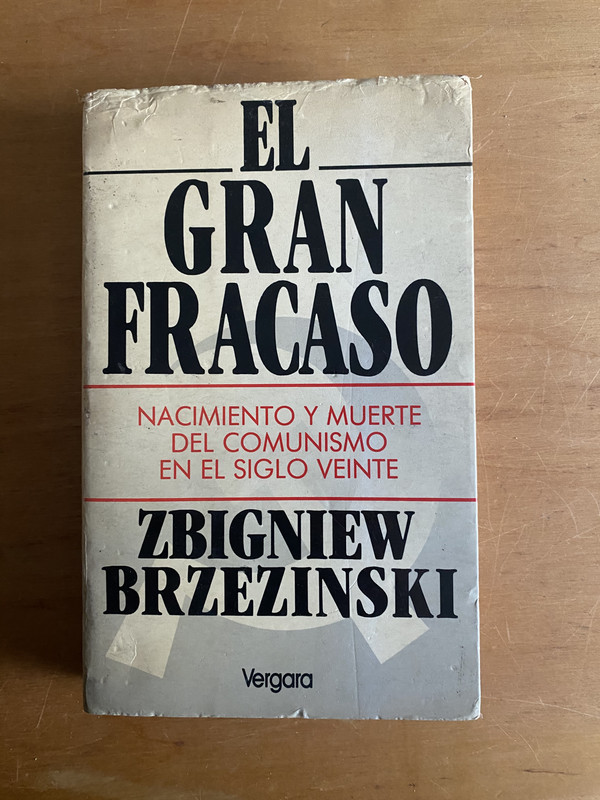 EL
GRAN
FRACASO
NACIMIENTO Y MUERTE
DEL COMUNISMO
EN EL SIGLO VEINTE
ZBIGNIEW
BRZEZINSKI
Vergara